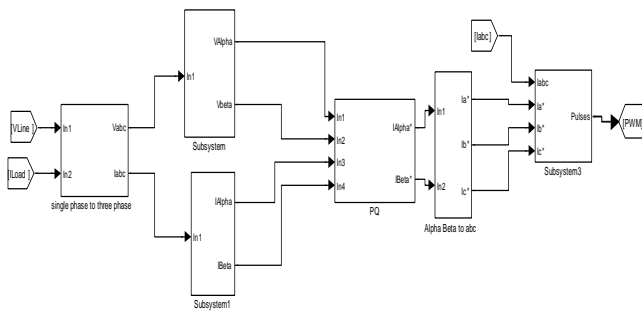 [Iabc]
VAlpha
In1
Vbeta
Subsystem
[VLine ]
In1
Vabc
[ILoad ]
In2
Iabc
single phase to three phase
IAlpha
In1
IBeta
Subsystem1
In1
In2
In3
In4
IAlpha*
IBeta*
PQ
In1
In2
Ia*
Ib*
Ic*
Alpha Beta to abc
Iabc
Ia*
Ib*
Ic*
Pulses
Subsystem3
[PWM]